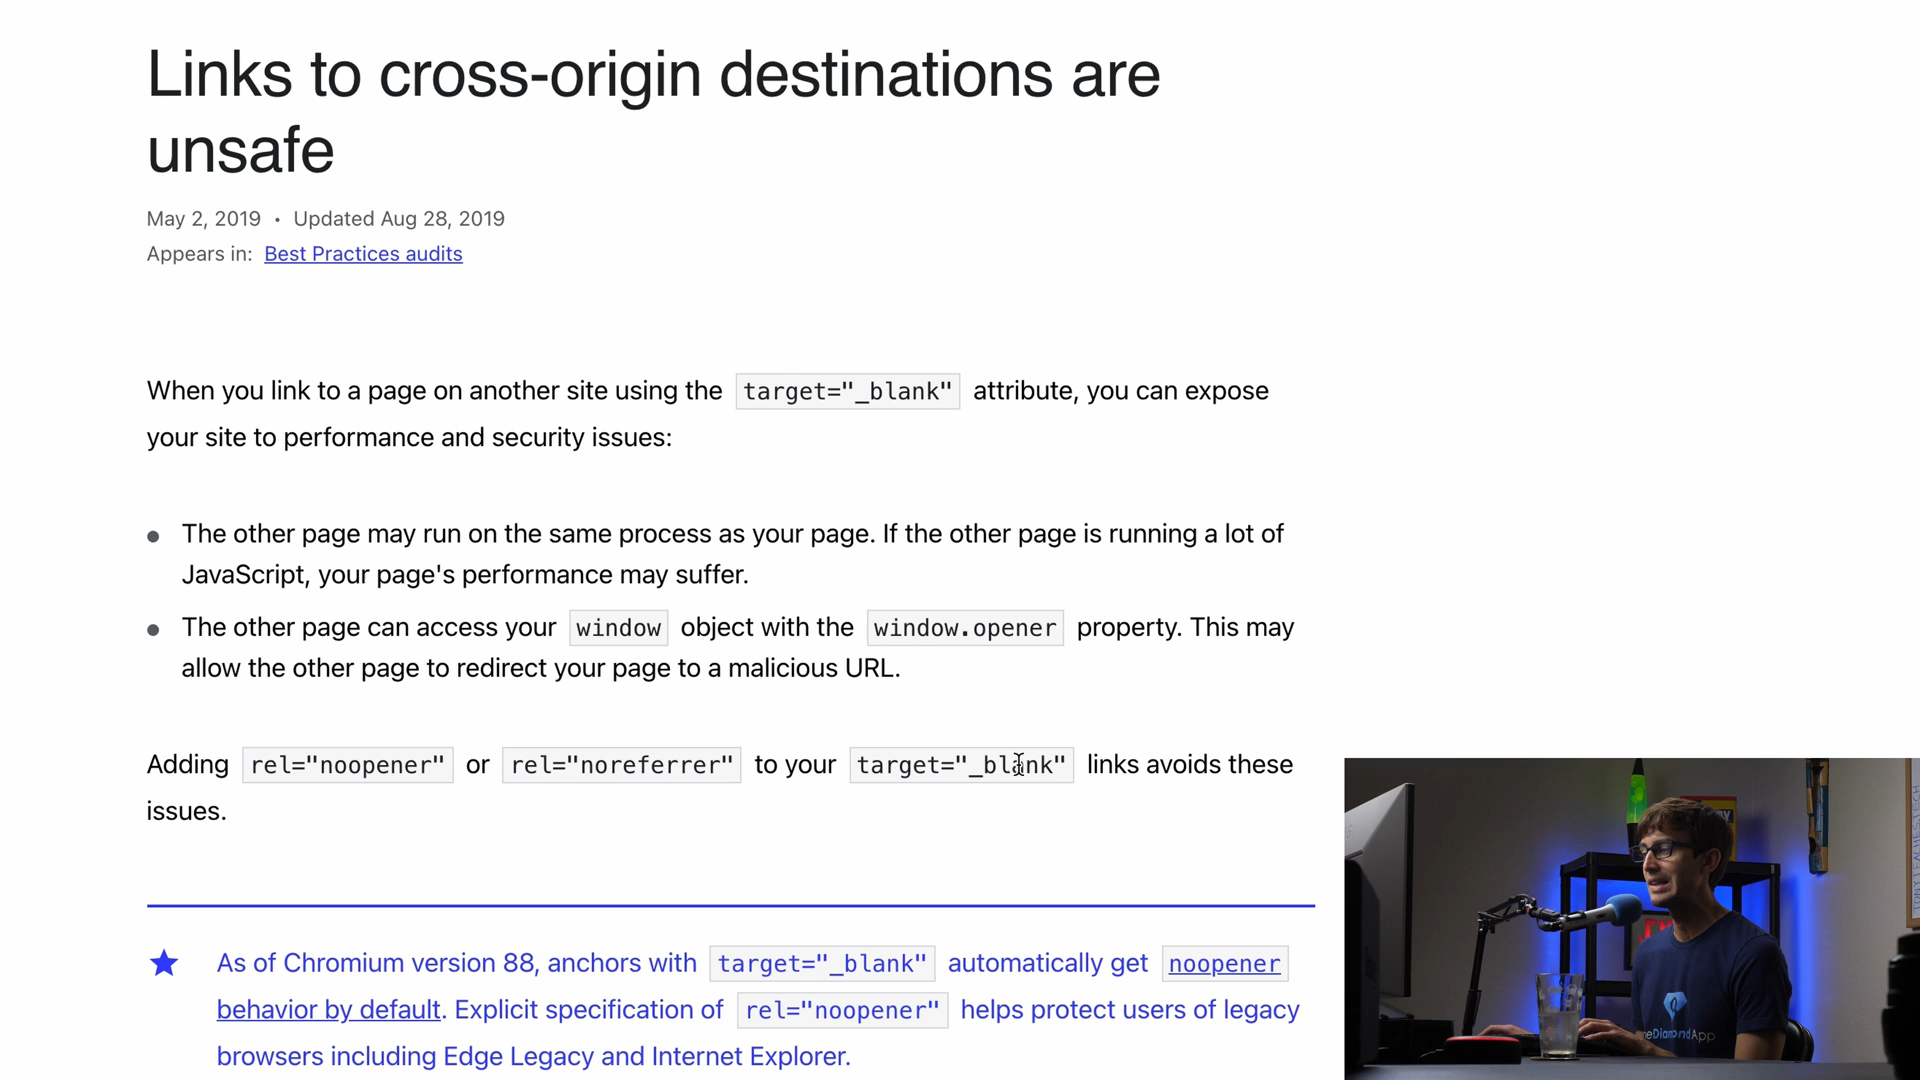 Links to cross-origin destinations are
unsafe
May 2, 2019 • Updated Aug 28, 2019
Appears in: Best Practices audits
When you link to a page on another site using the target="_blank" attribute, you can expose
your site to performance and security issues:
The other page may run on the same process as your page. If the other page is running a lot of
JavaScript, your page's performance may suffer.
The other page can access your window object with the window.opener property. This may
allow the other page to redirect your page to a malicious URL.
Adding rel="noopener" or rel="noreferrer" to your target="_blank" links avoids these
issues.
As of Chromium version 88, anchors with target="_blank" automatically get noopener
behavior by default. Explicit specification of rel="noopener" helps protect users of legacy
browsers including Edge Legacy and Internet Explorer.